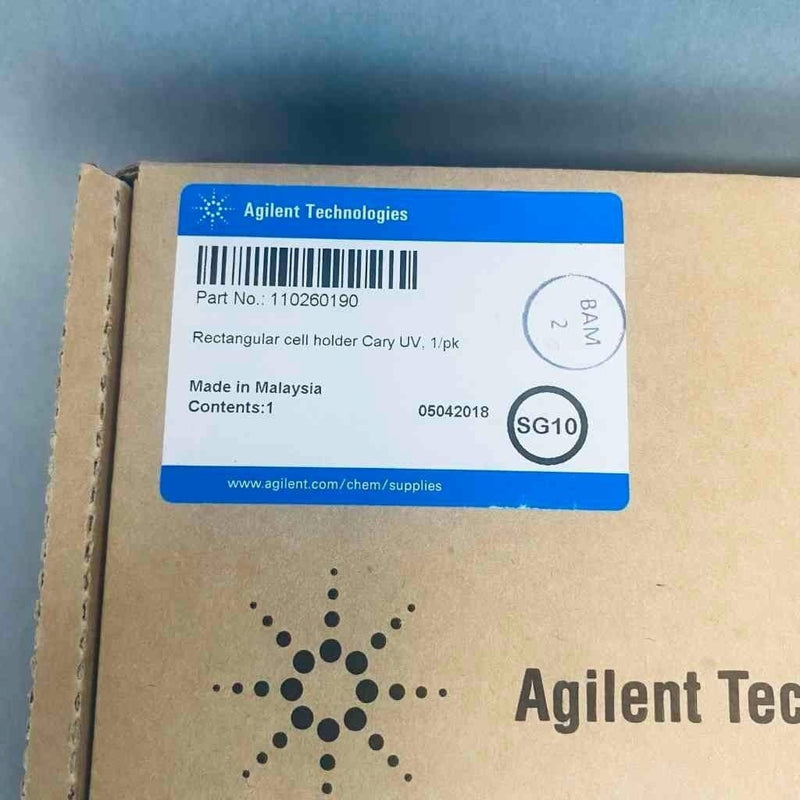 Agilent Technologies
Part No.: 110260190
Rectangular cell holder Cary UV, 1/pk
BAM
2
Made in Malaysia
Contents:1
05042018
SG10
www.agilent.com/chem/supplies
Agilent Tec